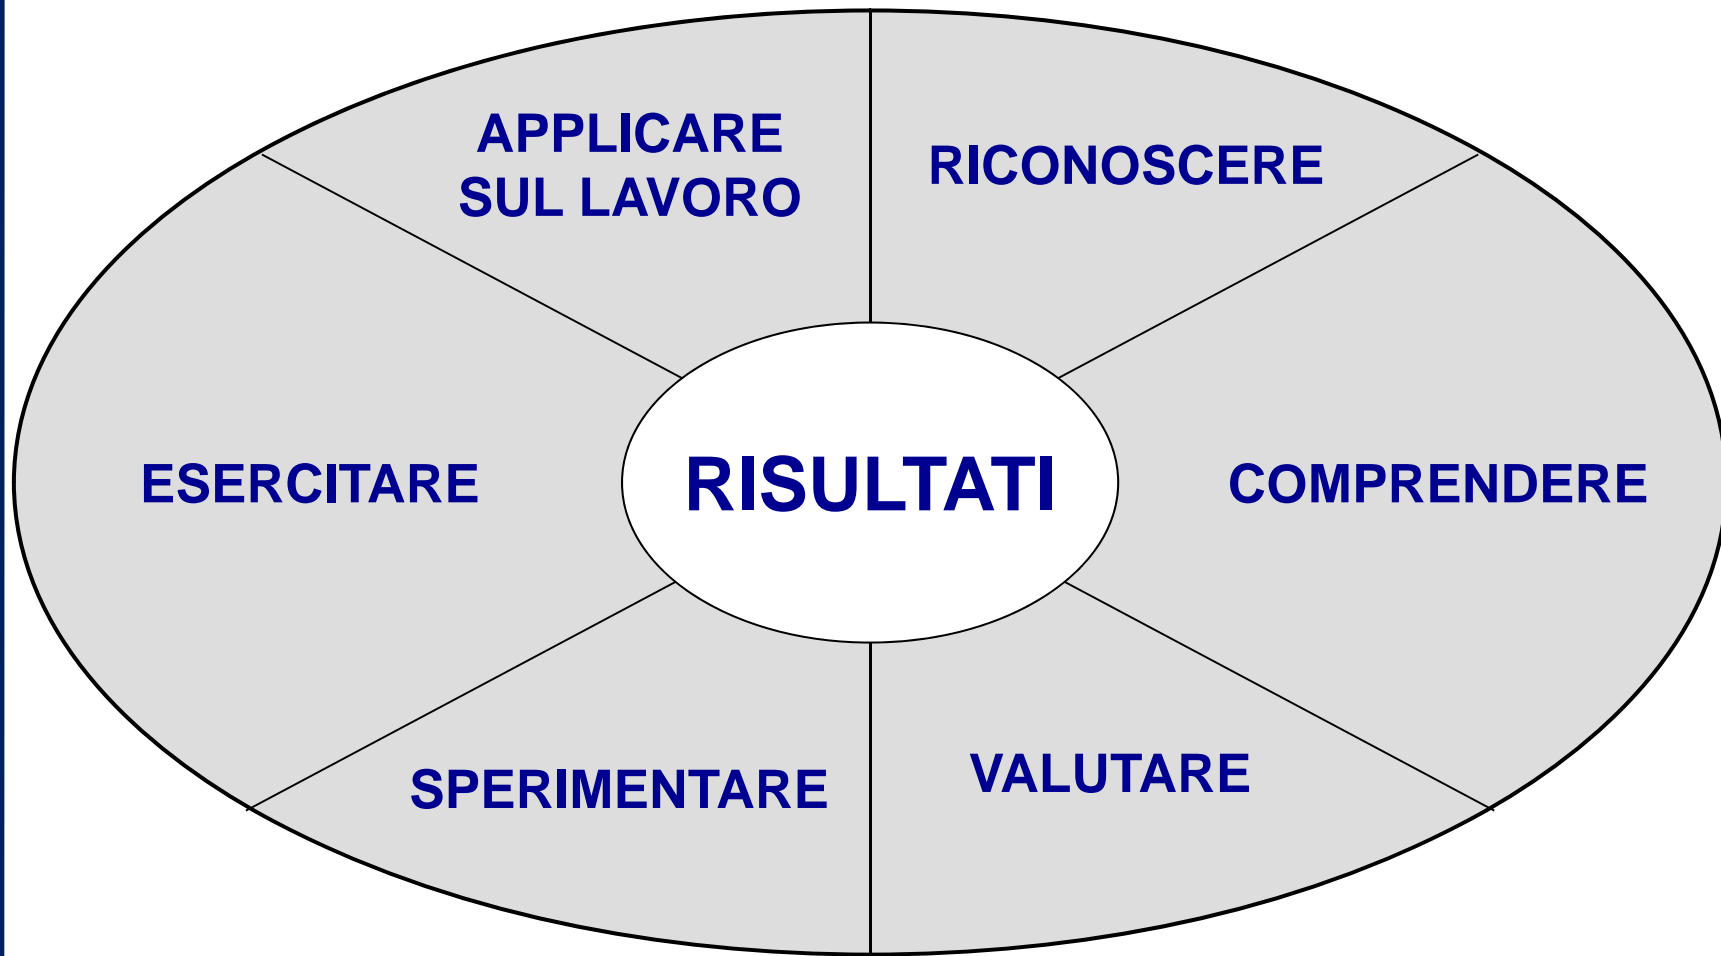 APPLICARE
SUL LAVORO
RICONOSCERE
ESERCITARE
RISULTATI
COMPRENDERE
SPERIMENTARE
VALUTARE